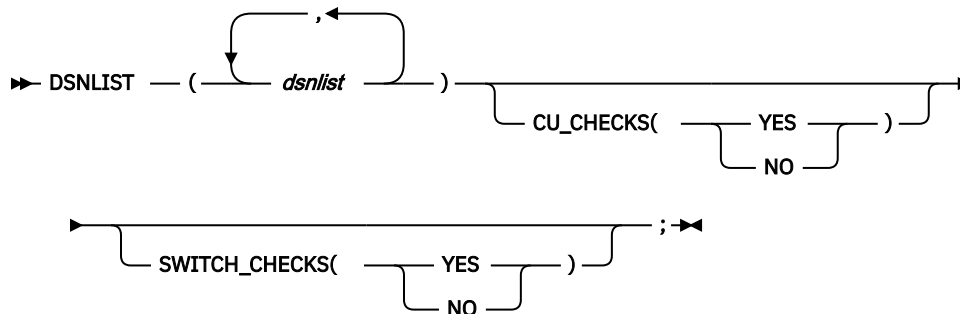 ,
DSNLIST ( dsnlist )
CU_CHECKS( YES )
NO
;
SWITCH_CHECKS( YES )
NO